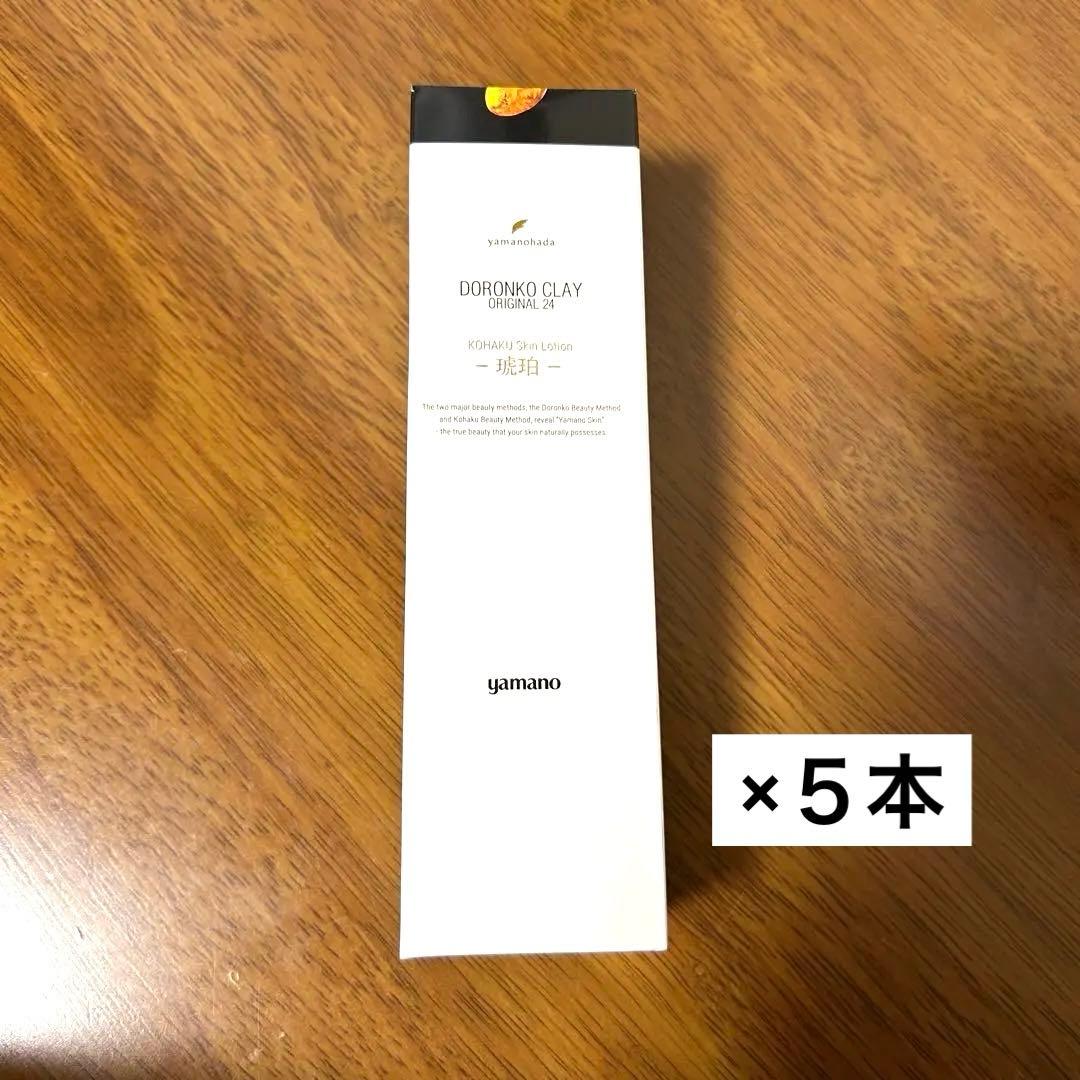 yamanohada
DORONKO CLAY
ORIGINAL 24
KOHAKU Skin Lotion
− 琥珀 −
The two major beauty methods, the Doronko Beauty Method
and Kohaku Beauty Method, reveal "Yamano Skin"
- the true beauty that your skin naturally possesses.
yamano
×5本